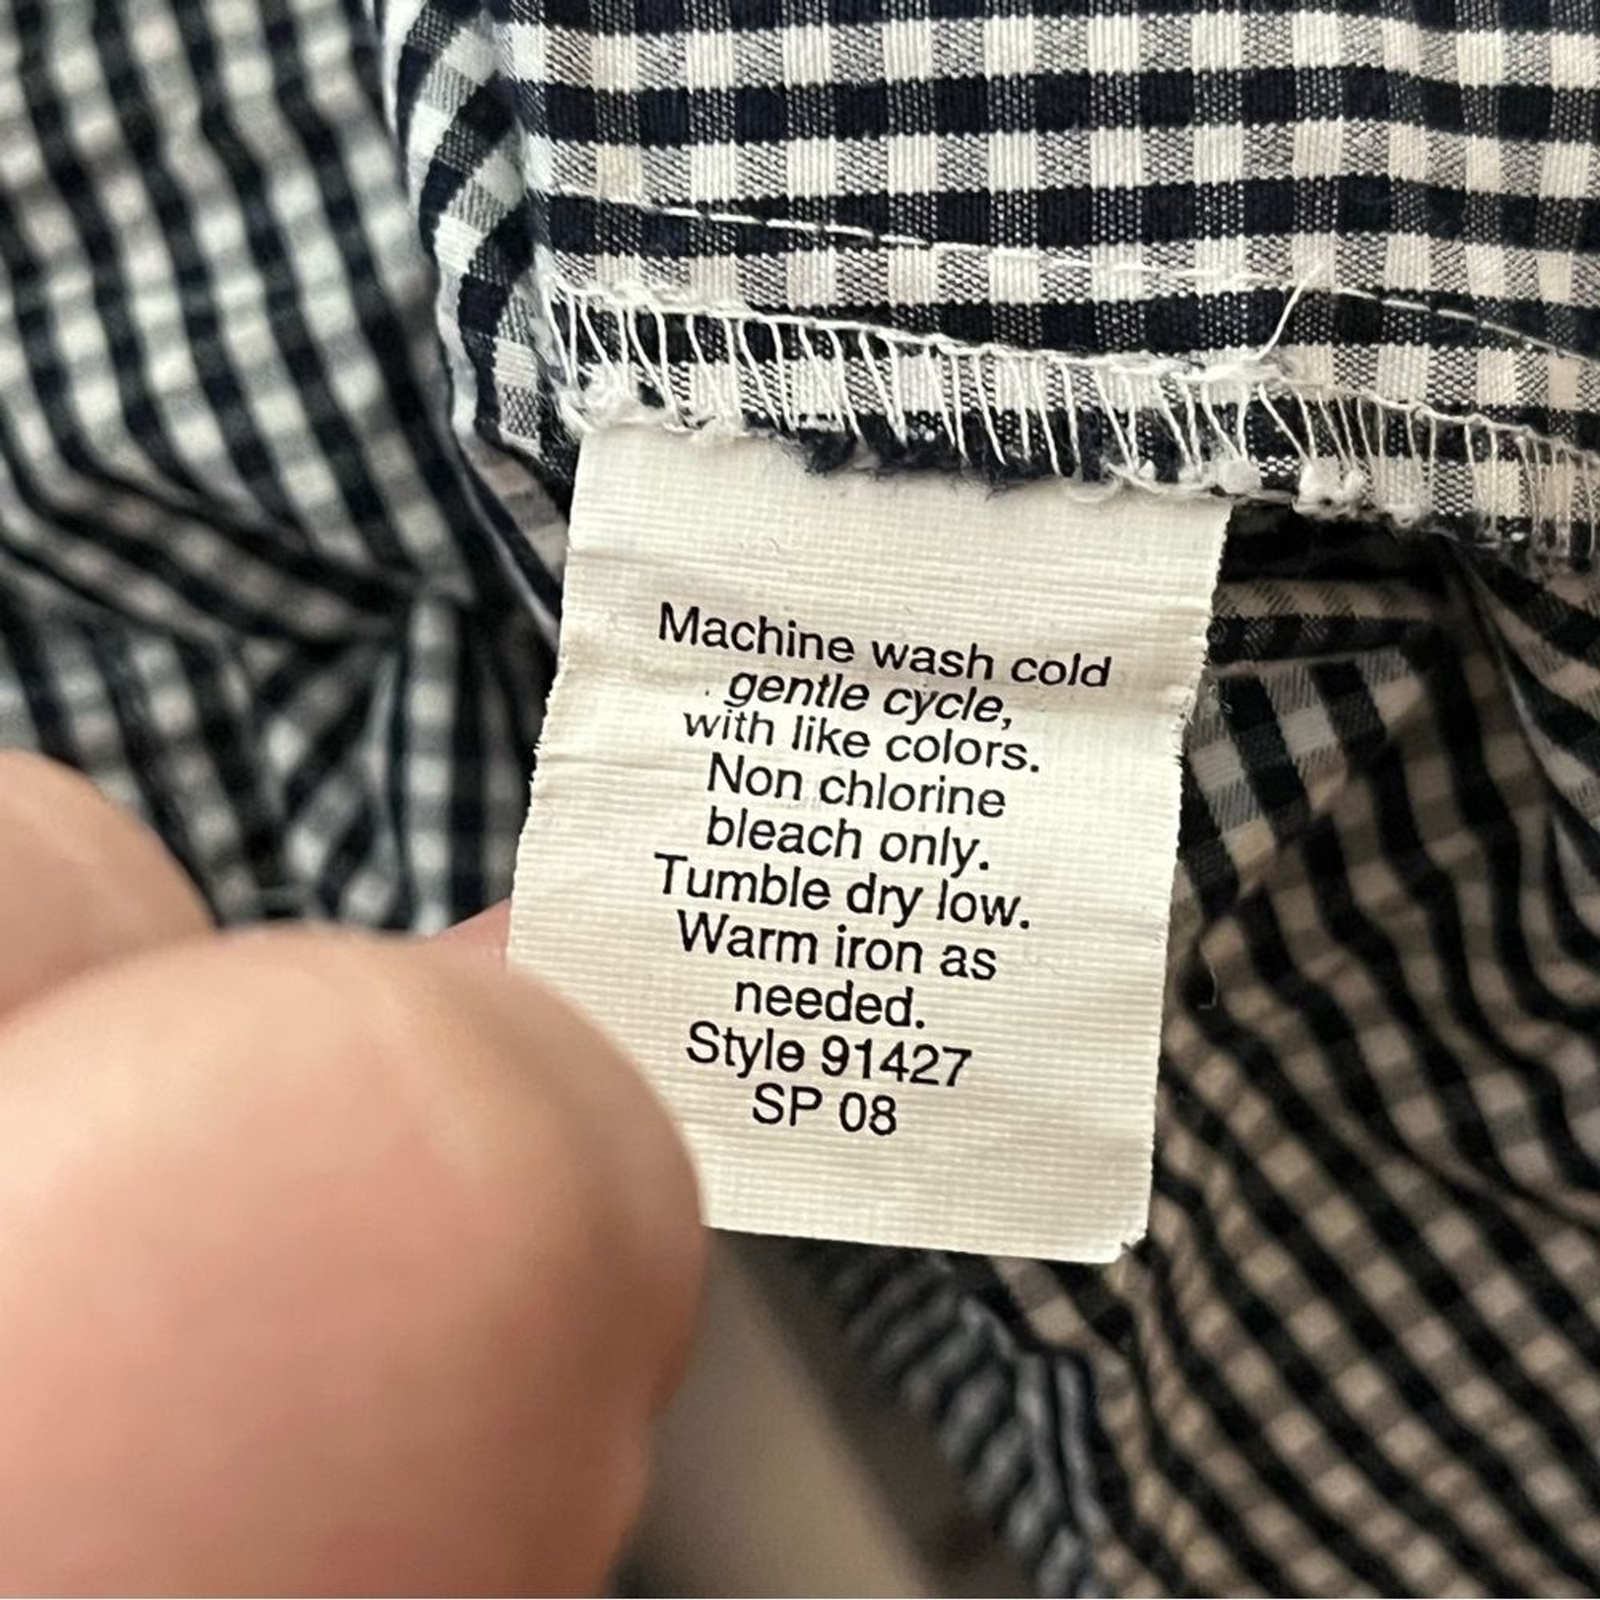 Machine wash cold
gentle cycle,
with like colors.
Non chlorine
bleach only.
Tumble dry low.
Warm iron as
needed.
Style 91427
SP 08